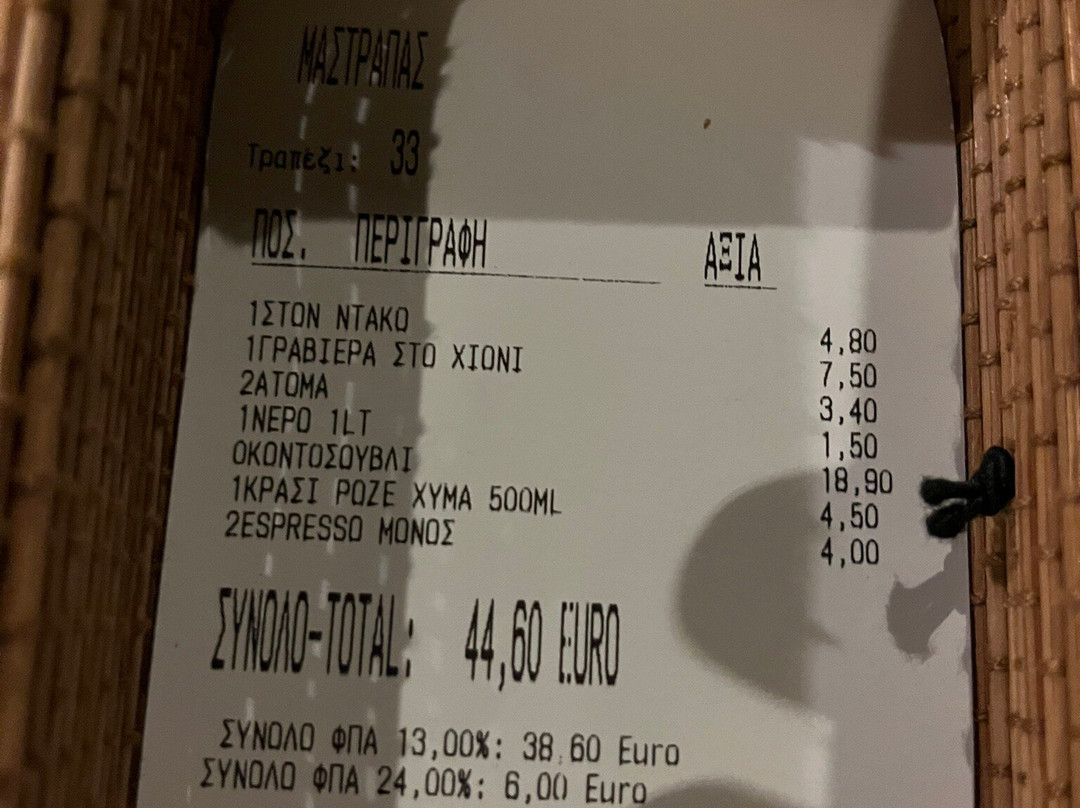 ΜΑΣΤΡΑΠΑΣ
Τραπέζι: 33
ΠΟΣ. ΠΕΡΙΓΡΑΦΗ ΑΞΙΑ
1ΣΤΟΝ ΝΤΑΚΟ 4,80
1ΓΡΑΒΙΕΡΑ ΣΤΟ ΧΙΟΝΙ 7,50
2ΑΤΟΜΑ 3,40
1ΝΕΡΟ 1LT 1,50
0ΚΟΝΤΟΣΟΥΒΛΙ 18,90
1ΚΡΑΣΙ ΡΩΖΕ ΧΥΜΑ 500ML 4,50
2ESPRESSO ΜΟΝΟΣ 4,00
ΣΥΝΟΛΟ-TOTAL: 44,60 EURO
ΣΥΝΟΛΟ ΦΠΑ 13,00%: 38,60 Euro
ΣΥΝΟΛΟ ΦΠΑ 24,00%: 6,00 Euro